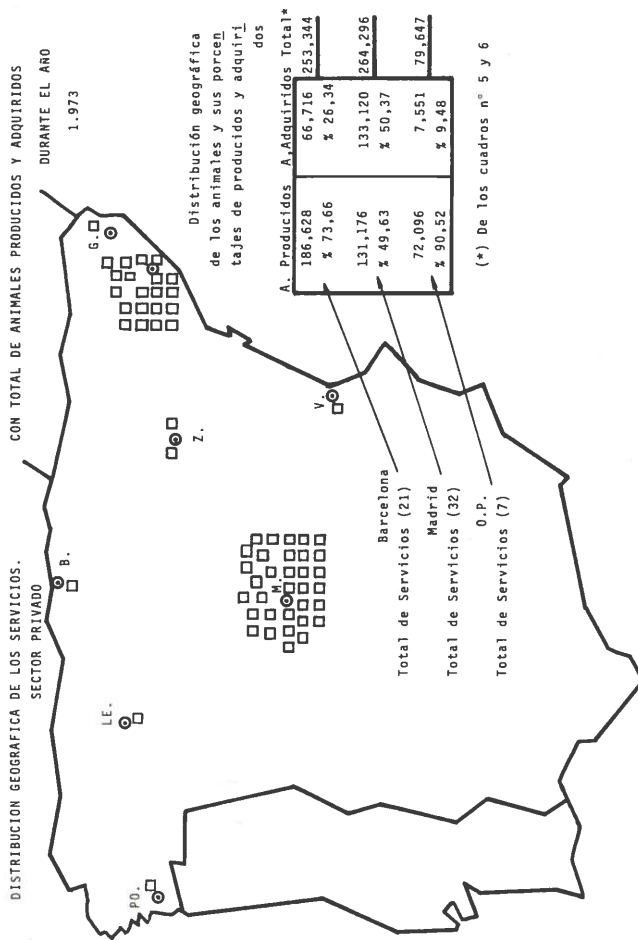 DISTRIBUCION GEOGRAFICA DE LOS SERVICIOS.
SECTOR PRIVADO
CON TOTAL DE ANIMALES PRODUCIDOS Y ADQUIRIDOS
DURANTE EL AÑO
1.973
PO.
LE.
B.
Z.
G.
M.
V.
Distribución geográfica
de los animales y sus porcen
tajes de producidos y adquiri
dos
A. Producidos A,Adquiridos Total*
186,628 66,716 253,344
% 73,66 % 26,34
131,176 133,120 264,296
% 49,63 % 50,37
72,096 7,551 79,647
% 90,52 % 9,48
(*) De los cuadros nº 5 y 6
Barcelona
Total de Servicios (21)
Madrid
Total de Servicios (32)
O.P.
Total de Servicios (7)